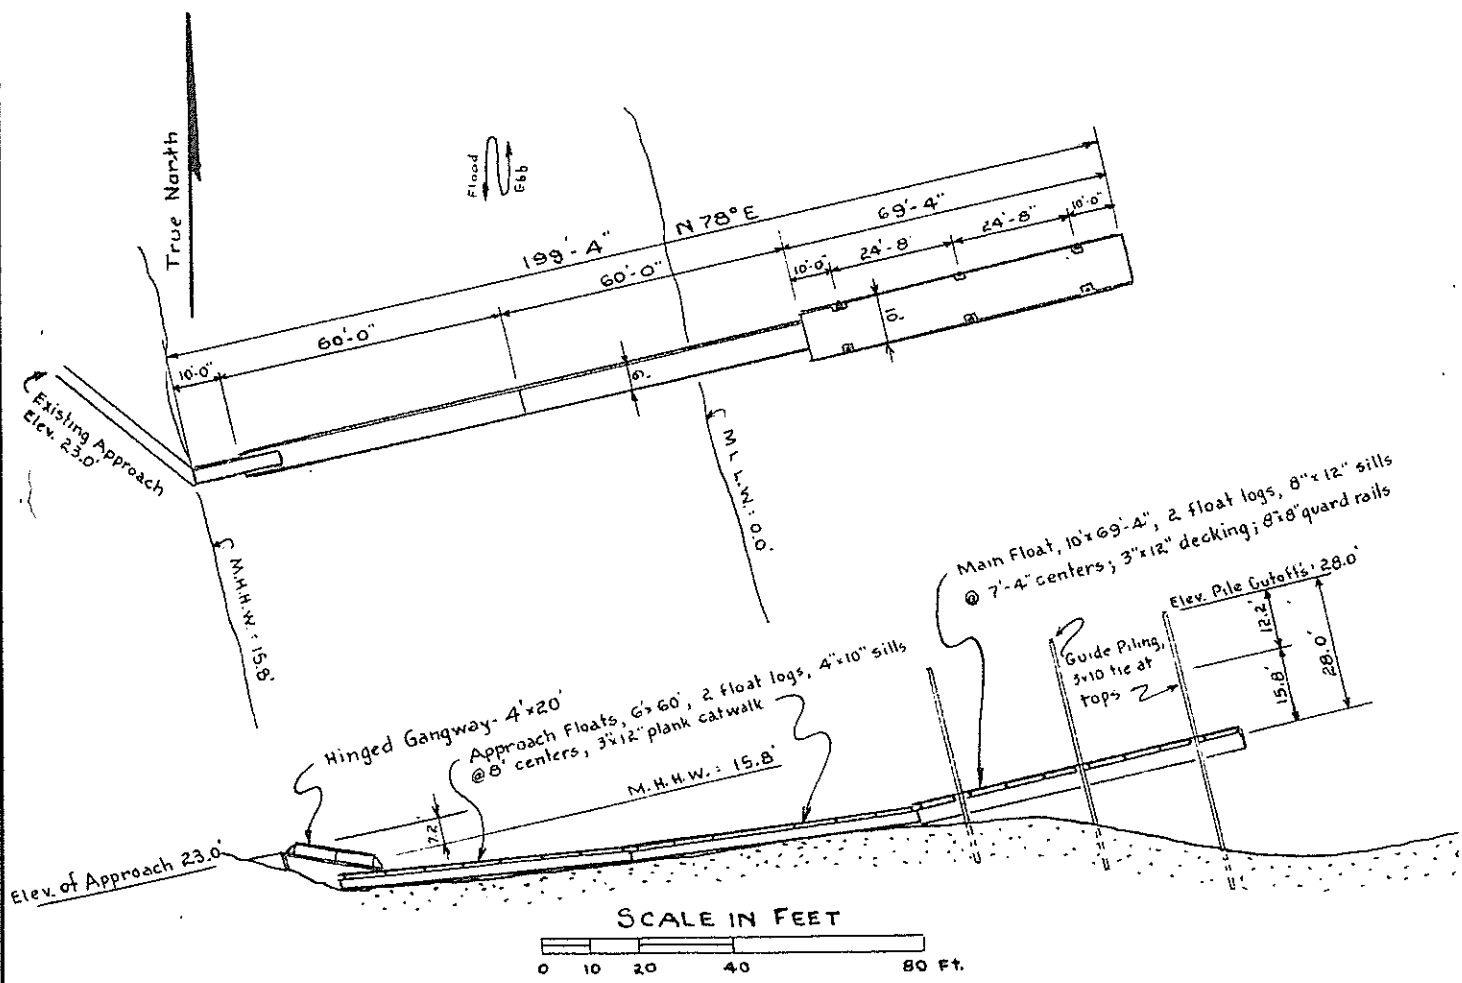 True North
Flood
Ebb
199'-4"
N 78° E
69'-4"
60'-0"
24'-8"
10'-0"
10'-0"
24'-8
60'-0"
10'
10'-0"
6'
Existing Approach
Elev. 23.0'
M.L.L.W.: 0.0'
M.H.H.W.: 15.8'
Main Float, 10'x69'-4", 2 float logs, 8"x12" sills
@ 7'-4" centers; 3"x12" decking; 8"x8" guard rails
Elev. Pile Cutoffs: 28.0'
12.2'
28.0'
15.8'
Guide Piling,
3x10 tie at
tops
Hinged Gangway - 4'x20'
Approach Floats, 6'x60', 2 float logs, 4"x10" sills
@8' centers, 3"x12" plank catwalk
M.H.H.W.: 15.8'
7.2'
Elev. of Approach 23.0'
SCALE IN FEET
0 10 20 40 80 Ft.